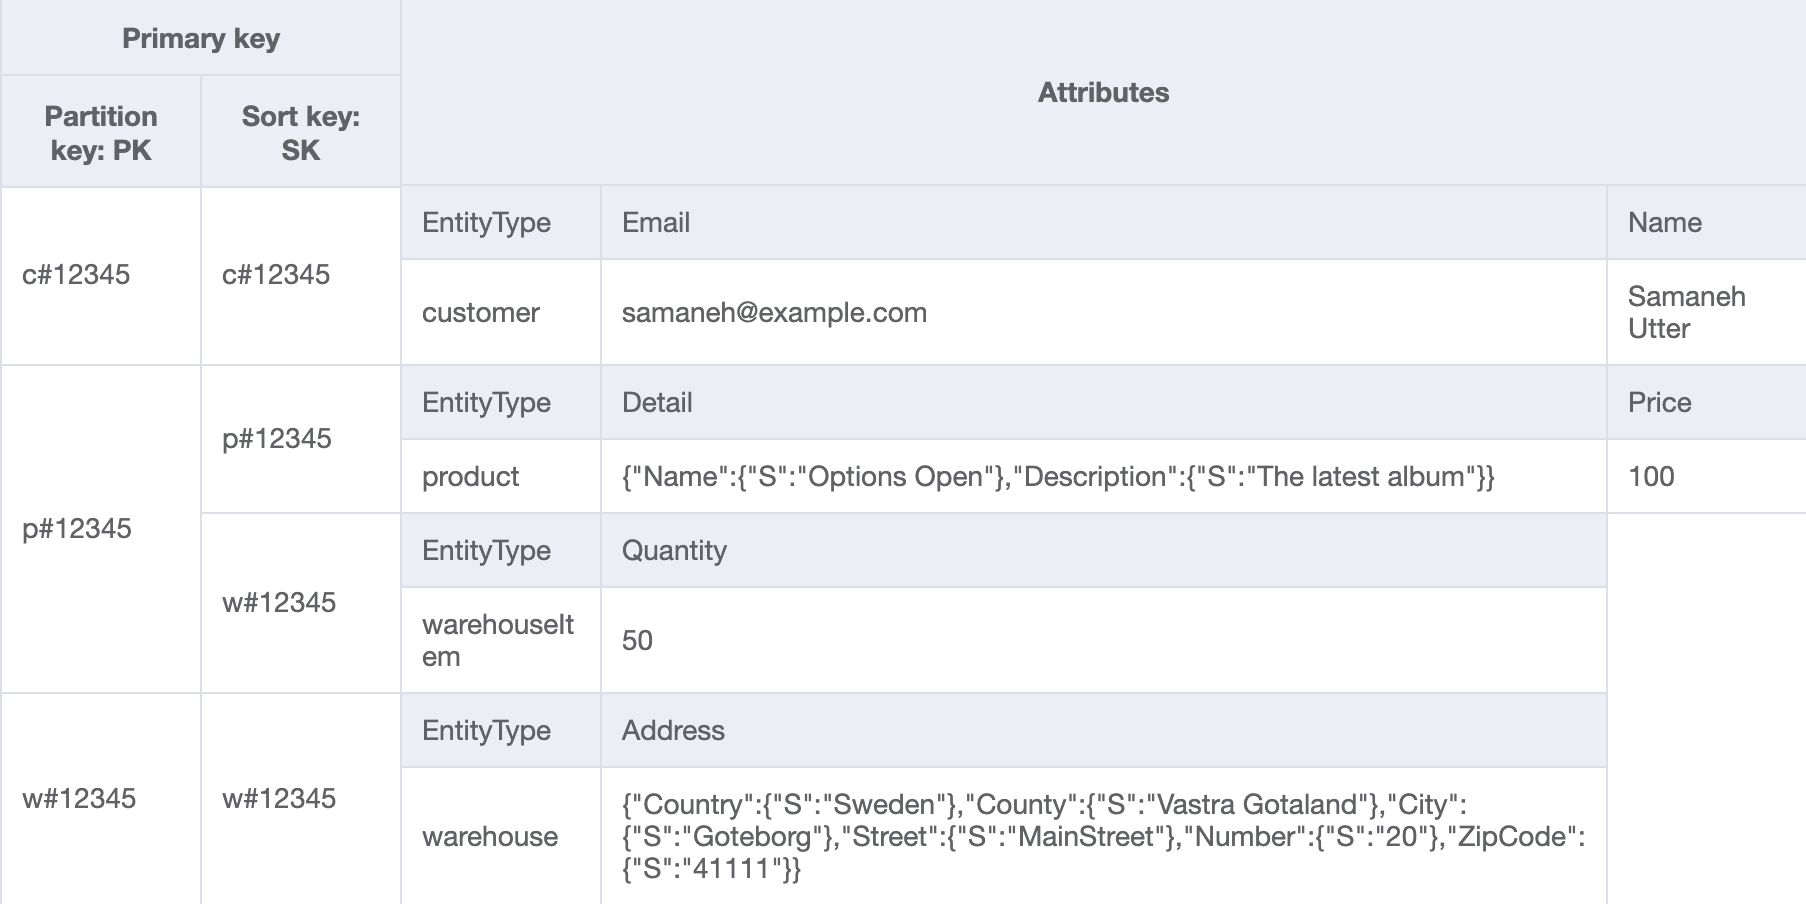 Primary key
Attributes
Partition
key: PK
Sort key:
SK
EntityType
Email
Name
c#12345
c#12345
customer
samaneh@example.com
Samaneh
Utter
EntityType
Detail
Price
p#12345
p#12345
product
{"Name":{"S":"Options Open"},"Description":{"S":"The latest album"}}
100
EntityType
Quantity
w#12345
warehouseIt
em
50
EntityType
Address
w#12345
w#12345
warehouse
{"Country":{"S":"Sweden"},"County":{"S":"Vastra Gotaland"},"City":
{"S":"Goteborg"},"Street":{"S":"MainStreet"},"Number":{"S":"20"},"ZipCode":
{"S":"41111"}}